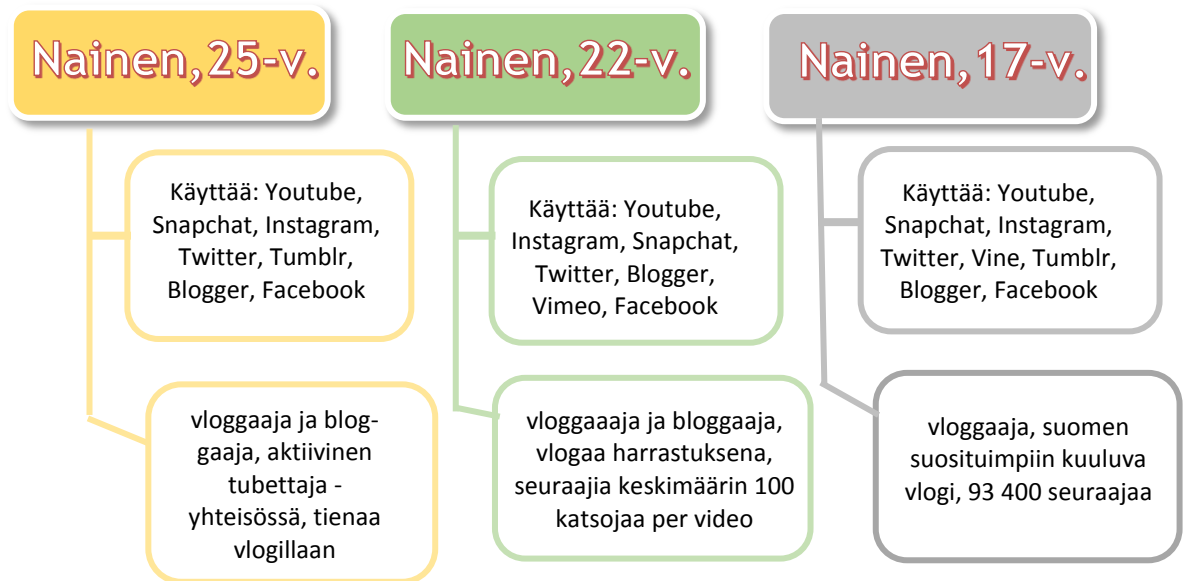 Nainen, 25-v.
Käyttää: Youtube,
Snapchat, Instagram,
Twitter, Tumblr,
Blogger, Facebook
vloggaaja ja blog-
gaaja, aktiivinen
tubettaja -
yhteisössä, tienaa
vlogillaan
Nainen, 22-v.
Käyttää: Youtube,
Instagram, Snapchat,
Twitter, Blogger,
Vimeo, Facebook
vloggaaaja ja bloggaaja,
vlogaa harrastuksena,
seuraajia keskimäärin 100
katsojaa per video
Nainen, 17-v.
Käyttää: Youtube,
Snapchat, Instagram,
Twitter, Vine, Tumblr,
Blogger, Facebook
vloggaaja, suomen
suosituimpiin kuuluva
vlogi, 93 400 seuraajaa